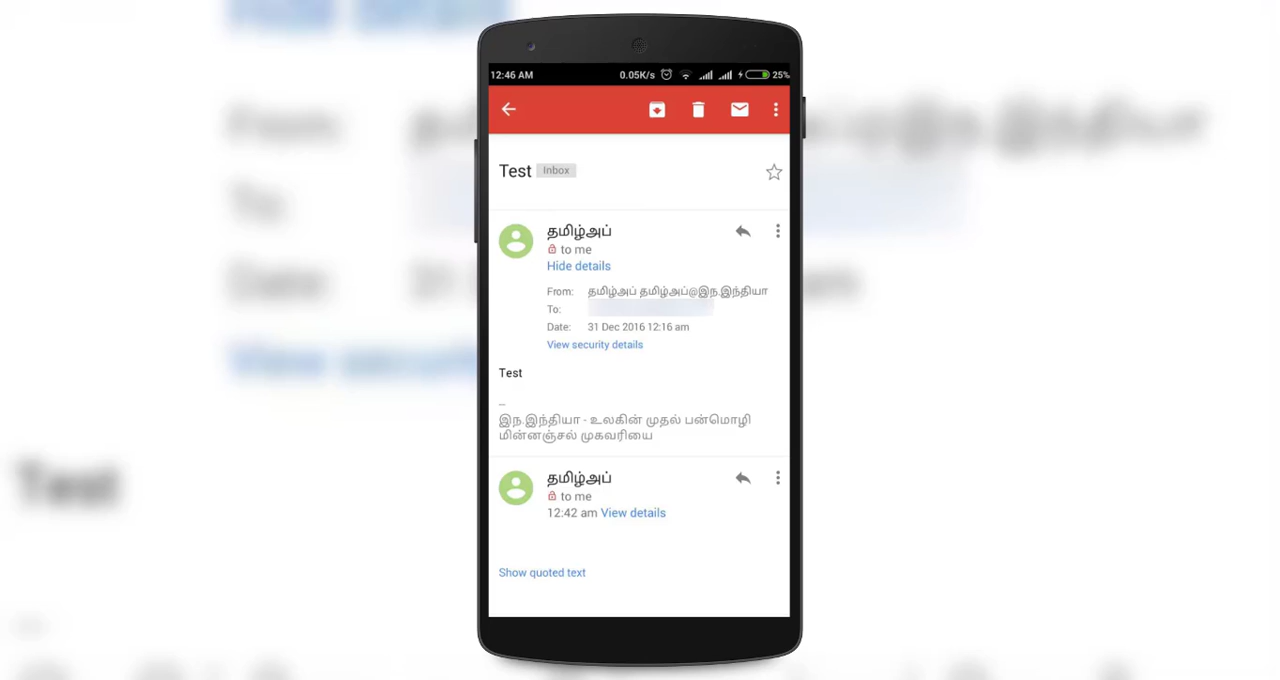 12:46 AM 0.05K/s 25%
Test Inbox
தமிழ்அப்
to me
Hide details
From: தமிழ்அப் தமிழ்அப்@இந.இந்தியா
To:
Date: 31 Dec 2016 12:16 am
View security details
Test
--
இந.இந்தியா - உலகின் முதல் பன்மொழி
மின்னஞ்சல் முகவரியை
தமிழ்அப்
to me
12:42 am View details
Show quoted text